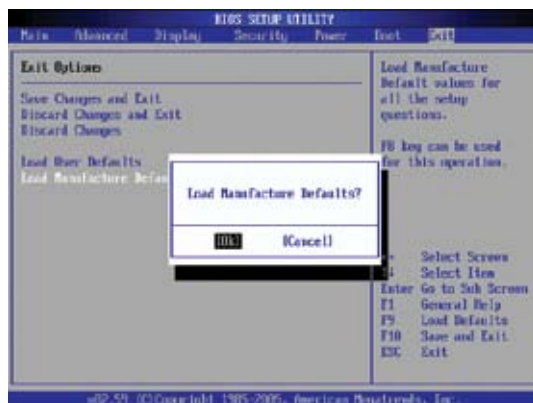 BIOS SETUP UTILITY
Main Advanced Display Security Power Boot Exit
Exit Options
Save Changes and Exit
Discard Changes and Exit
Discard Changes
Load User Defaults
Load Manufacture
Load Manufacture Defaults?
[Ok] [Cancel]
Load Manufacture
Default values for
all the setup
questions.
key can be used
for this operation.
Select Screen
Select Item
Enter Go to Sub Screen
F1 General Help
F9 Load Defaults
F10 Save and Exit
ESC Exit
v02.59 (C)Copyright 1985-2005, American Megatrends, Inc.